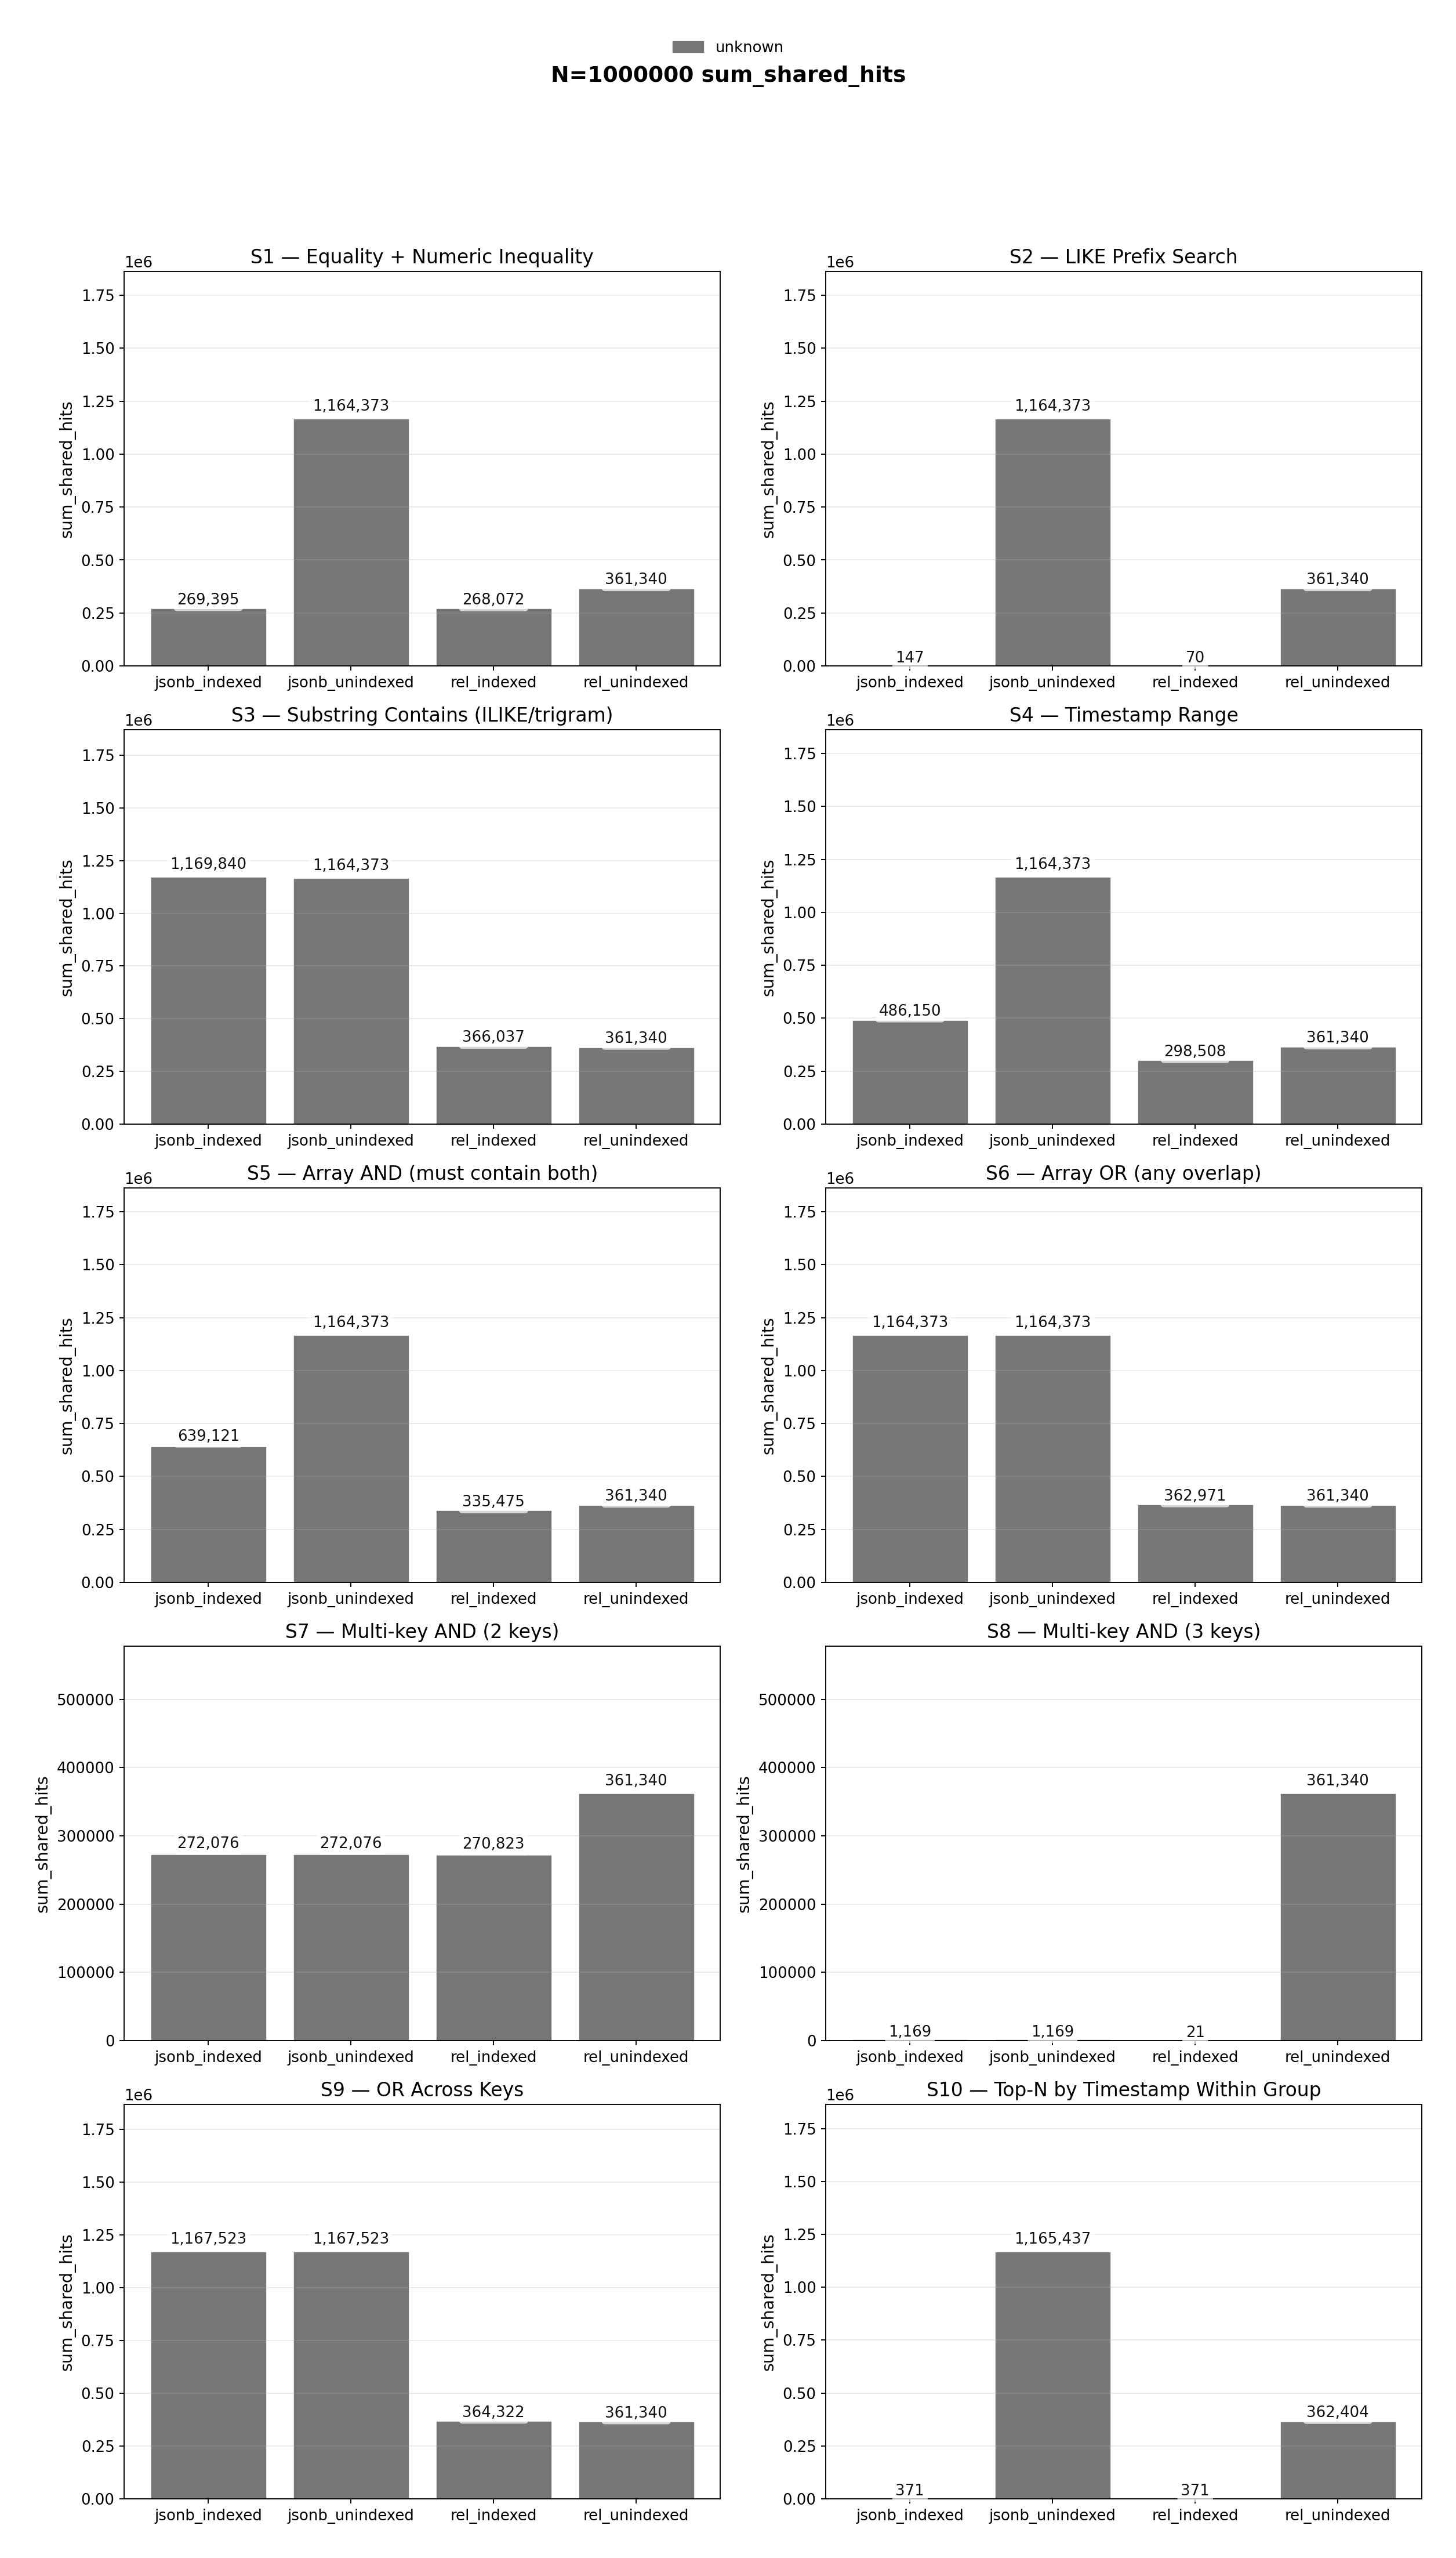 unknown
N=1000000 sum_shared_hits
S1 — Equality + Numeric Inequality
1e6
sum_shared_hits
1.75
1.50
1.25
1.00
0.75
0.50
0.25
0.00
269,395
1,164,373
268,072
361,340
jsonb_indexed
jsonb_unindexed
rel_indexed
rel_unindexed
S2 — LIKE Prefix Search
1e6
sum_shared_hits
1.75
1.50
1.25
1.00
0.75
0.50
0.25
0.00
147
1,164,373
70
361,340
jsonb_indexed
jsonb_unindexed
rel_indexed
rel_unindexed
S3 — Substring Contains (ILIKE/trigram)
1e6
sum_shared_hits
1.75
1.50
1.25
1.00
0.75
0.50
0.25
0.00
1,169,840
1,164,373
366,037
361,340
jsonb_indexed
jsonb_unindexed
rel_indexed
rel_unindexed
S4 — Timestamp Range
1e6
sum_shared_hits
1.75
1.50
1.25
1.00
0.75
0.50
0.25
0.00
486,150
1,164,373
298,508
361,340
jsonb_indexed
jsonb_unindexed
rel_indexed
rel_unindexed
S5 — Array AND (must contain both)
1e6
sum_shared_hits
1.75
1.50
1.25
1.00
0.75
0.50
0.25
0.00
639,121
1,164,373
335,475
361,340
jsonb_indexed
jsonb_unindexed
rel_indexed
rel_unindexed
S6 — Array OR (any overlap)
1e6
sum_shared_hits
1.75
1.50
1.25
1.00
0.75
0.50
0.25
0.00
1,164,373
1,164,373
362,971
361,340
jsonb_indexed
jsonb_unindexed
rel_indexed
rel_unindexed
S7 — Multi-key AND (2 keys)
sum_shared_hits
500000
400000
300000
200000
100000
0
272,076
272,076
270,823
361,340
jsonb_indexed
jsonb_unindexed
rel_indexed
rel_unindexed
S8 — Multi-key AND (3 keys)
sum_shared_hits
500000
400000
300000
200000
100000
0
1,169
1,169
21
361,340
jsonb_indexed
jsonb_unindexed
rel_indexed
rel_unindexed
S9 — OR Across Keys
1e6
sum_shared_hits
1.75
1.50
1.25
1.00
0.75
0.50
0.25
0.00
1,167,523
1,167,523
364,322
361,340
jsonb_indexed
jsonb_unindexed
rel_indexed
rel_unindexed
S10 — Top-N by Timestamp Within Group
1e6
sum_shared_hits
1.75
1.50
1.25
1.00
0.75
0.50
0.25
0.00
371
1,165,437
371
362,404
jsonb_indexed
jsonb_unindexed
rel_indexed
rel_unindexed